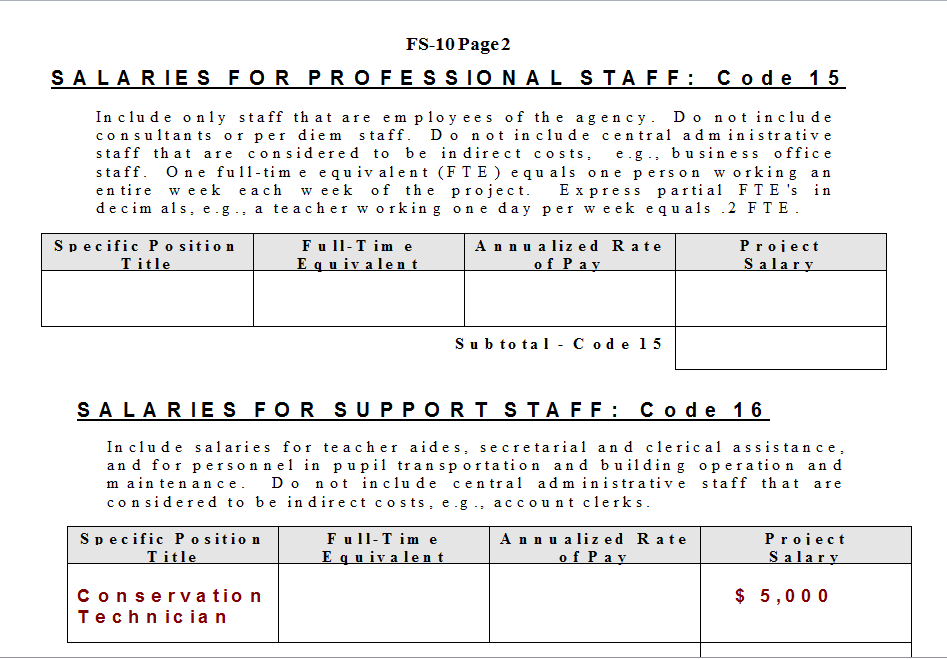 FS-10 Page 2
SALARIES FOR PROFESSIONAL STAFF: Code 15
Include only staff that are employees of the agency. Do not include
consultants or per diem staff. Do not include central administrative
staff that are considered to be indirect costs, e.g., business office
staff. One full-time equivalent (FTE) equals one person working an
entire week each week of the project. Express partial FTE's in
decimals, e.g., a teacher working one day per week equals .2 FTE.
Specific Position Title
Full-Time Equivalent
Annualized Rate of Pay
Project Salary
Subtotal - Code 15
SALARIES FOR SUPPORT STAFF: Code 16
Include salaries for teacher aides, secretarial and clerical assistance,
and for personnel in pupil transportation and building operation and
maintenance. Do not include central administrative staff that are
considered to be indirect costs, e.g., account clerks.
Specific Position Title
Full-Time Equivalent
Annualized Rate of Pay
Project Salary
Conservation
Technician
$ 5,000